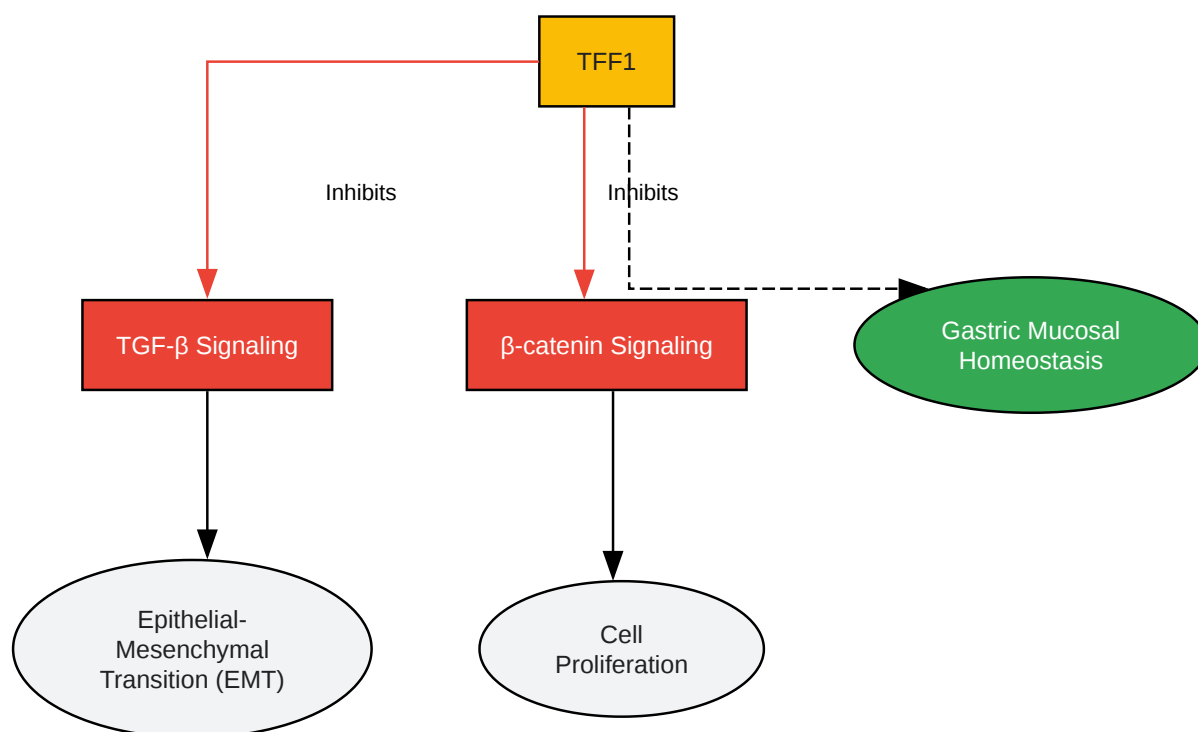 TFF1
Inhibits
Inhibits
TGF-β Signaling
β-catenin Signaling
Gastric Mucosal
Homeostasis
Epithelial-
Mesenchymal
Transition (EMT)
Cell
Proliferation